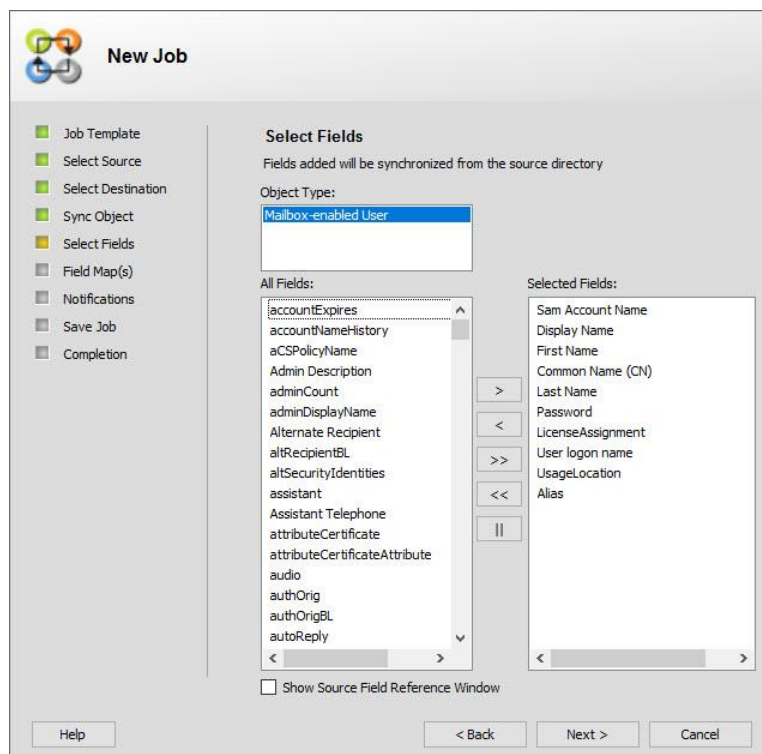 New Job
Job Template
Select Source
Select Destination
Sync Object
Select Fields
Field Map(s)
Notifications
Save Job
Completion
Select Fields
Fields added will be synchronized from the source directory
Object Type:
Mailbox-enabled User
All Fields:
accountExpires
accountNameHistory
aCSPolicyName
Admin Description
adminCount
adminDisplayName
Alternate Recipient
altRecipientBL
altSecurityIdentities
assistant
Assistant Telephone
attributeCertificate
attributeCertificateAttribute
audio
authOrig
authOrigBL
autoReply
>
<
>>
<<
||
Selected Fields:
Sam Account Name
Display Name
First Name
Common Name (CN)
Last Name
Password
LicenseAssignment
User logon name
UsageLocation
Alias
Show Source Field Reference Window
Help
< Back
Next >
Cancel